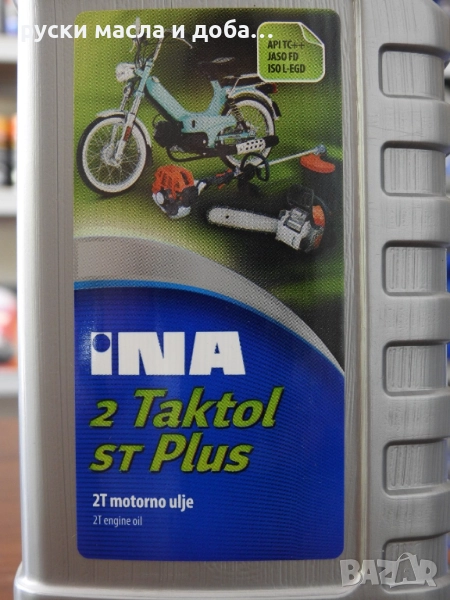 руски масла и доба...
API TC++
JASO FD
ISO L-EGD
INA
2 Taktol
ST Plus
2T motorno ulje
2T engine oil
BAZAR